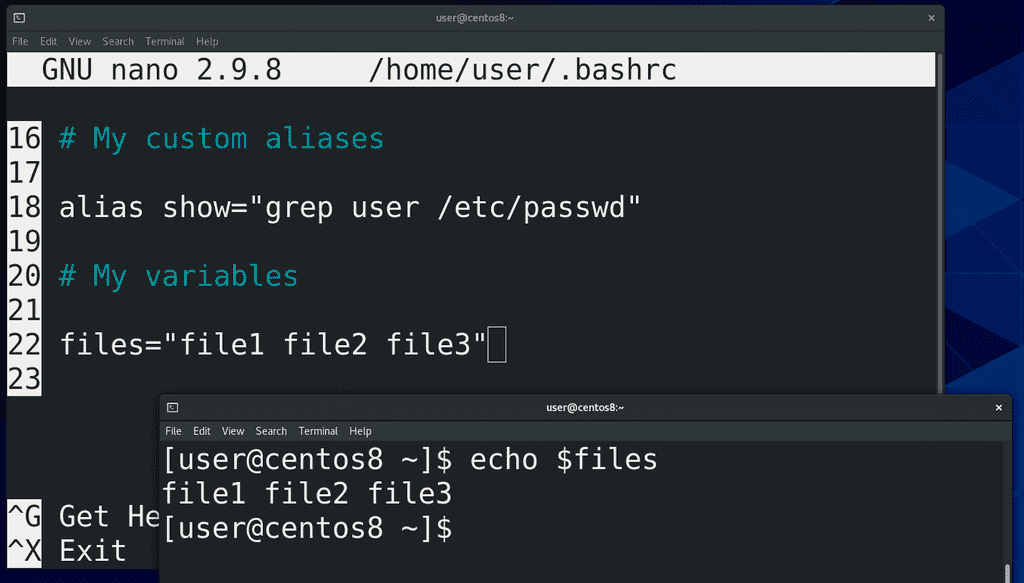 user@centos8:~
File Edit View Search Terminal Help
GNU nano 2.9.8 /home/user/.bashrc
16 # My custom aliases
17
18 alias show="grep user /etc/passwd"
19
20 # My variables
21
22 files="file1 file2 file3"
23
^G Get He
^X Exit
user@centos8:~
File Edit View Search Terminal Help
[user@centos8 ~]$ echo $files
file1 file2 file3
[user@centos8 ~]$